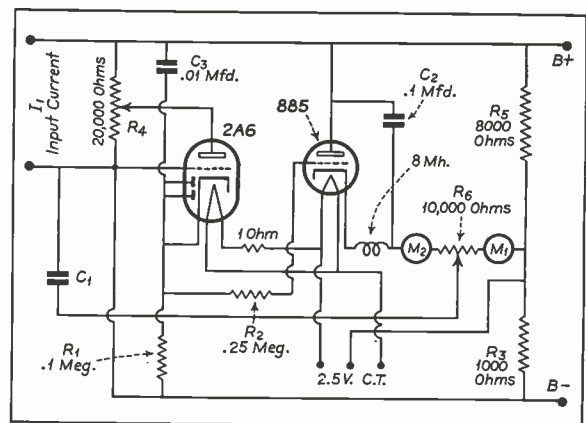 B+
C3
.01 Mfd.
C2
.1 Mfd.
I1
Input Current
20,000 Ohms
R4
2A6
885
R5
8000
Ohms
8 Mh.
R6
10,000 Ohms
1 Ohm
M2
M1
C1
R2
.25 Meg.
R1
.1 Meg.
2.5 V. C.T.
R3
1000
Ohms
B-